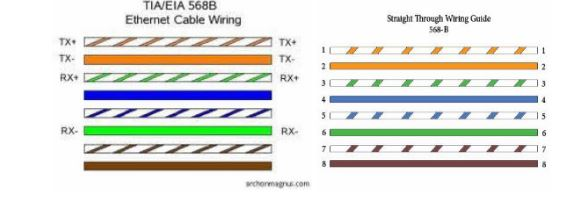 TIA/EIA 568B
Ethernet Cable Wiring
TX+ TX+
TX- TX-
RX+ RX+
RX- RX-
archonmagnus.com
Straight Through Wiring Guide
568-B
1 1
2 2
3 3
4 4
5 5
6 6
7 7
8 8